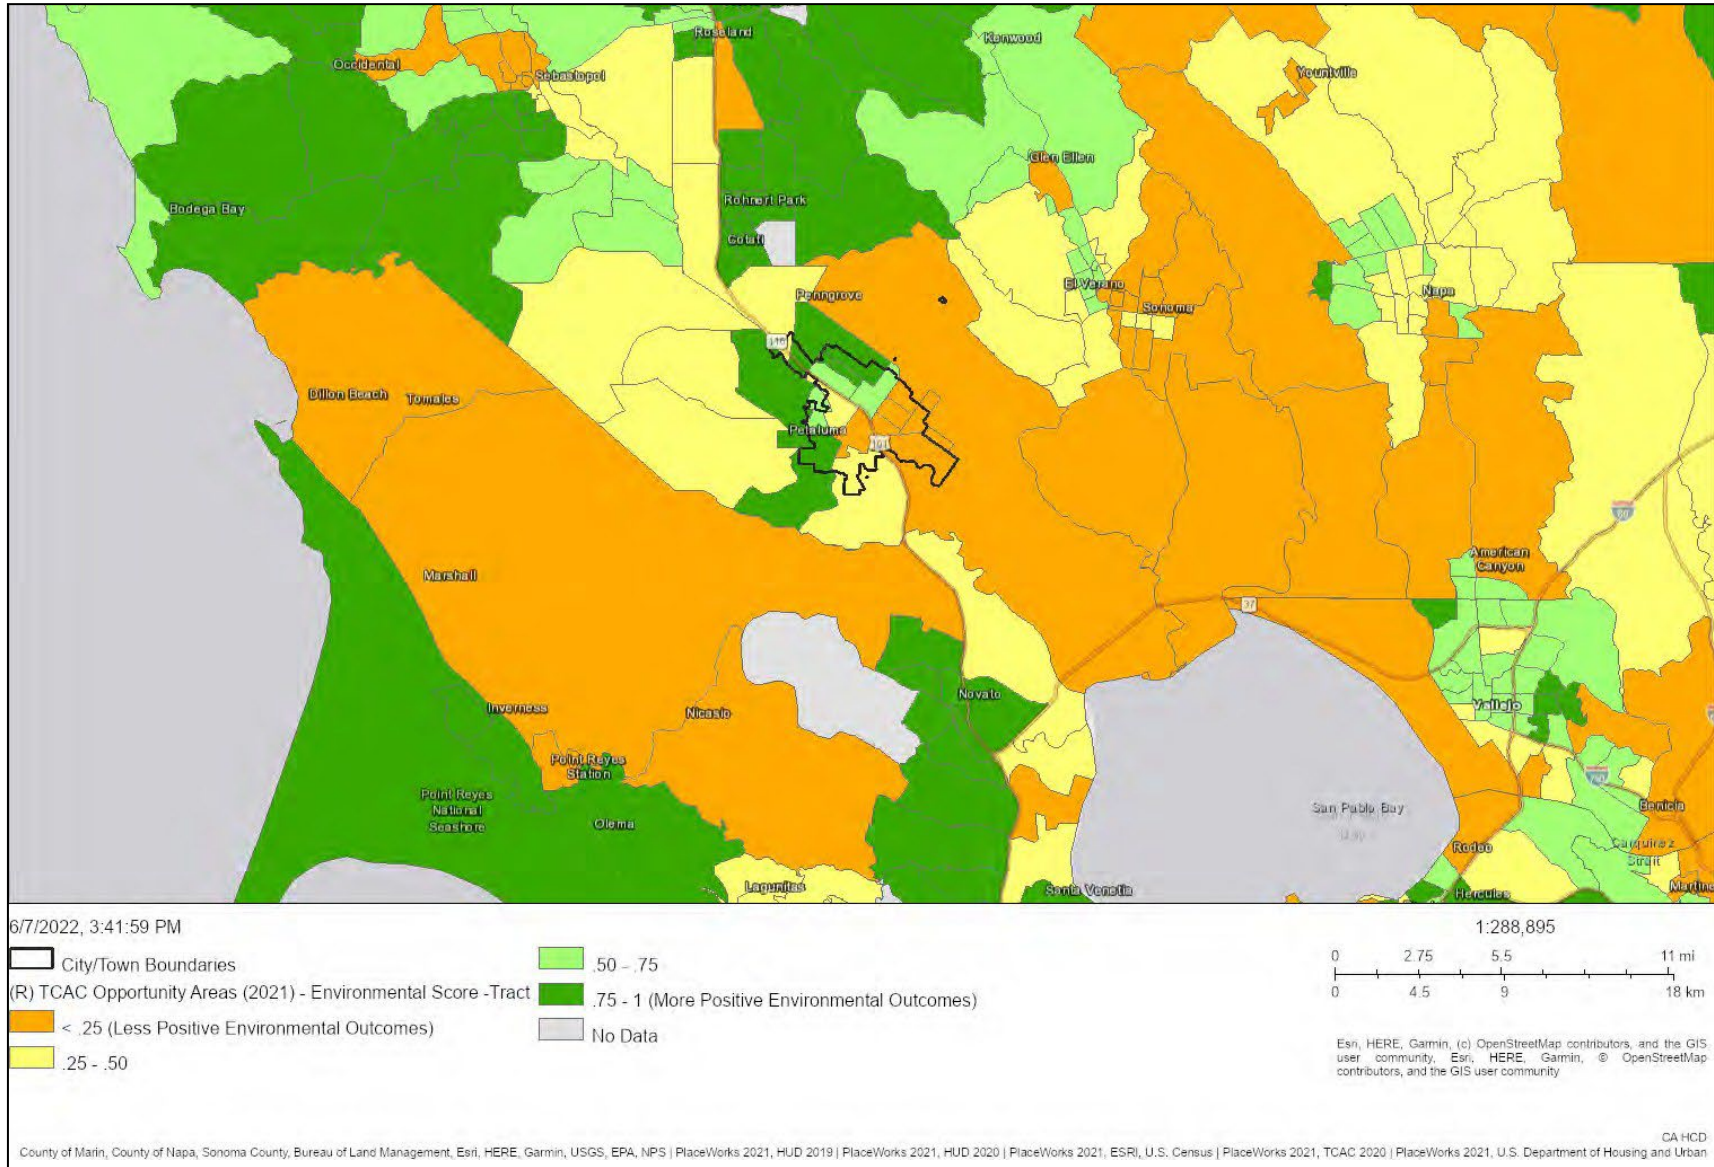 Roseland
Kenwood
Occidental
Sebastopol
Yountville
Glen Ellen
Bodega Bay
Rohnert Park
Cotati
El Verano
Penngrove
Sonoma
Napa
116
Dillon Beach
Tomales
Petaluma
101
80
American
Canyon
Marshall
37
Novato
Vallejo
Inverness
Nicasio
Point Reyes
Station
780
Point Reyes
National
Seashore
Olema
San Pablo Bay
Benicia
Rodeo
Carquinez
Strait
Lagunitas
Santa Venetia
Hercules
Martine
6/7/2022, 3:41:59 PM
City/Town Boundaries
(R) TCAC Opportunity Areas (2021) - Environmental Score -Tract
< .25 (Less Positive Environmental Outcomes)
.25 - .50
.50 - .75
.75 - 1 (More Positive Environmental Outcomes)
No Data
1:288,895
0 2.75 5.5 11 mi
0 4.5 9 18 km
Esri, HERE, Garmin, (c) OpenStreetMap contributors, and the GIS
user community, Esri, HERE, Garmin, © OpenStreetMap
contributors, and the GIS user community
CA HCD
County of Marin, County of Napa, Sonoma County, Bureau of Land Management, Esri, HERE, Garmin, USGS, EPA, NPS | PlaceWorks 2021, HUD 2019 | PlaceWorks 2021, HUD 2020 | PlaceWorks 2021, ESRI, U.S. Census | PlaceWorks 2021, TCAC 2020 | PlaceWorks 2021, U.S. Department of Housing and Urban